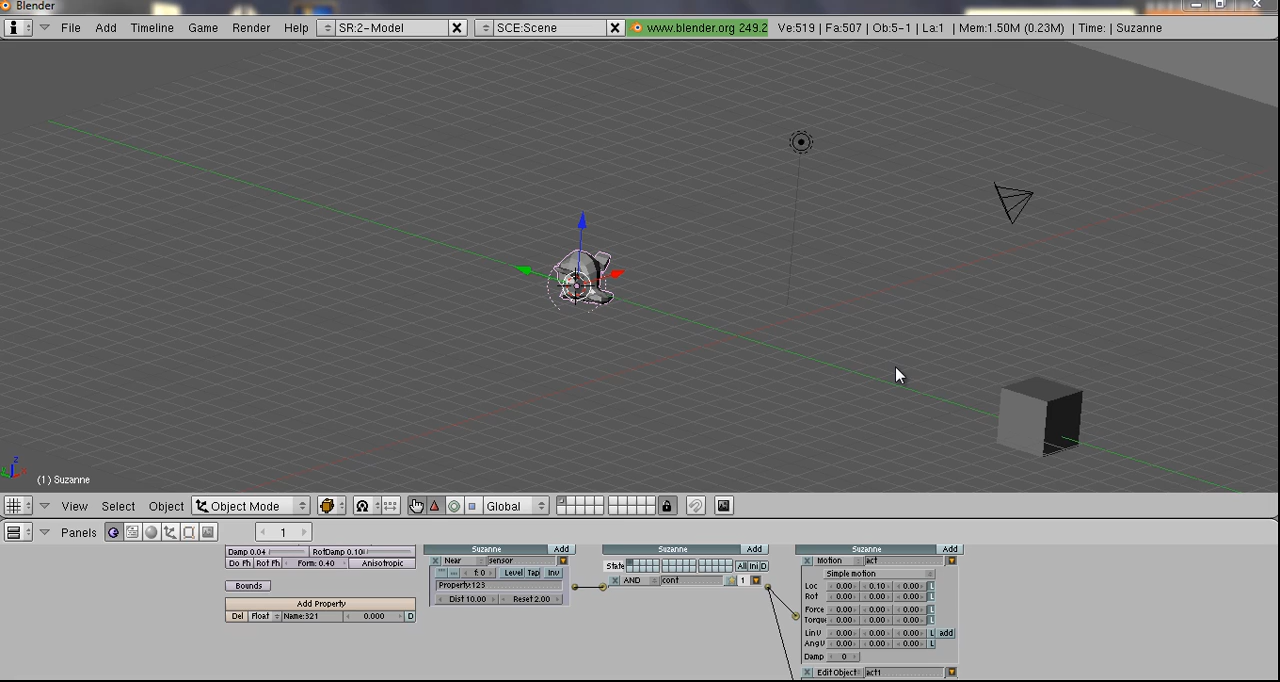 Blender
File Add Timeline Game Render Help SR:2-Model SCE:Scene www.blender.org 249.2 Ve:519 | Fa:507 | Ob:5-1 | La:1 | Mem:1.50M (0.23M) | Time: | Suzanne
z
(1) Suzanne
View Select Object Object Mode Global
Panels 1
Damp 0.04 RotDamp 0.10
Do Ph Rot Ph Form: 0.40 Anisotropic
Bounds
Add Property
Del Float Name:321 0.000 D
Suzanne Add
Near sensor
f: 0 Level Tap Inv
Property:123
Dist 10.00 Reset 2.00
Suzanne Add
State All Ini D
AND cont 1
Suzanne Add
Motion act
Simple motion
Loc 0.00 0.10 0.00 L
Rot 0.00 0.00 0.00 L
Force 0.00 0.00 0.00 L
Torque 0.00 0.00 0.00 L
LinV 0.00 0.00 0.00 L add
AngV 0.00 0.00 0.00 L
Damp 0
Edit Object act1